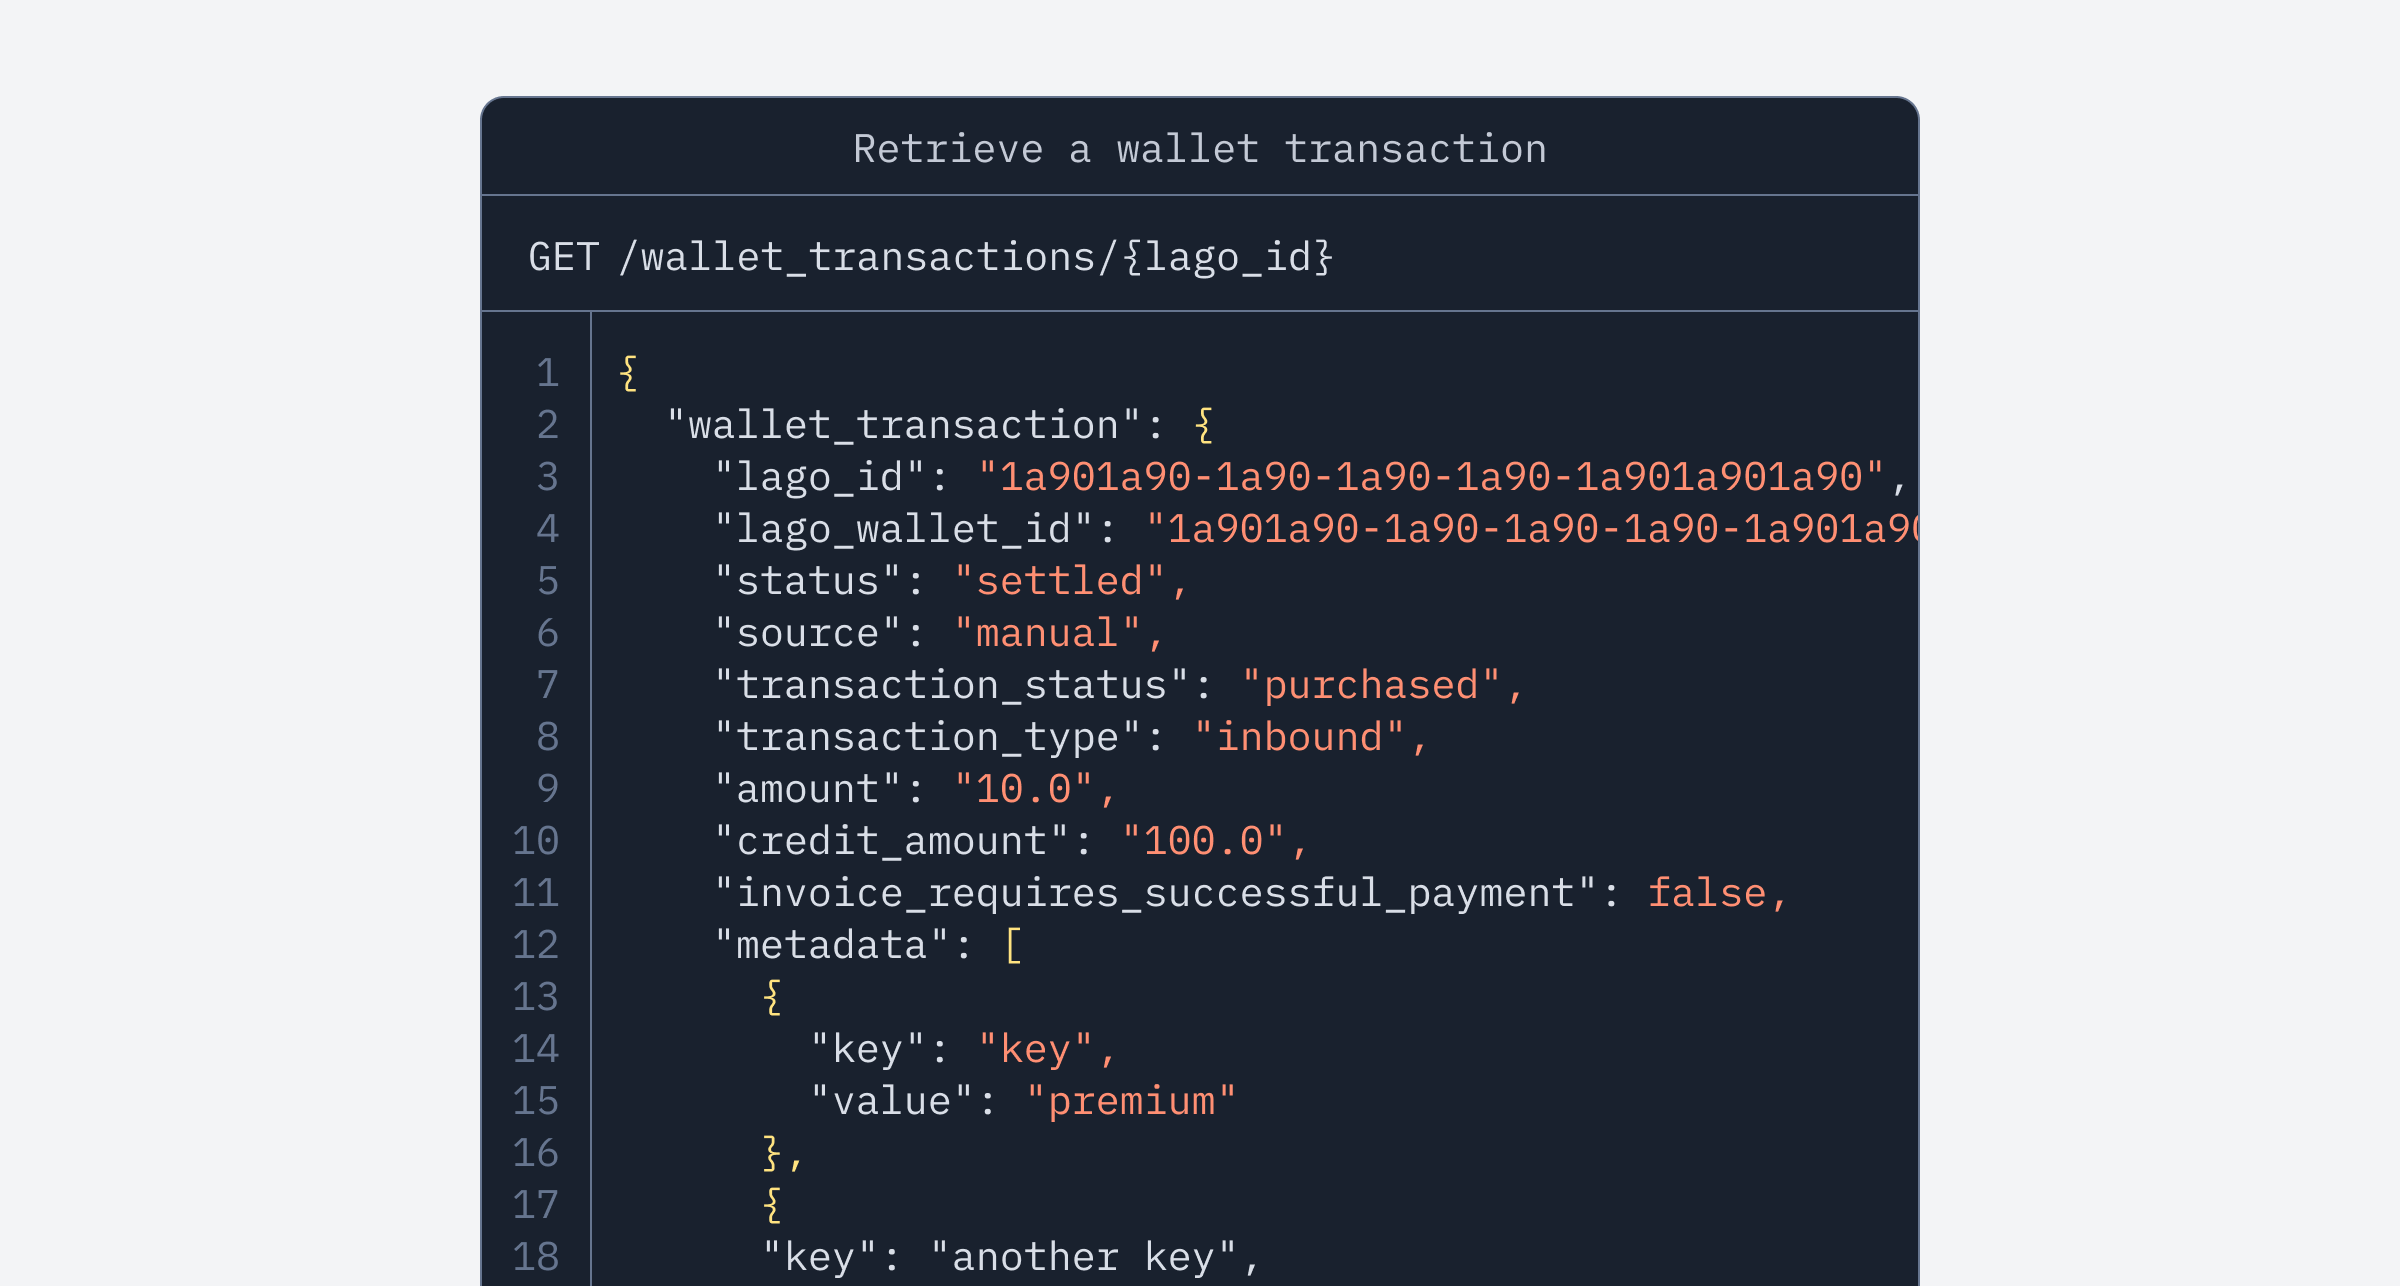 Retrieve a wallet transaction
GET /wallet_transactions/{lago_id}
1 {
2 "wallet_transaction": {
3 "lago_id": "1a901a90-1a90-1a90-1a90-1a901a901a90",
4 "lago_wallet_id": "1a901a90-1a90-1a90-1a90-1a901a90
5 "status": "settled",
6 "source": "manual",
7 "transaction_status": "purchased",
8 "transaction_type": "inbound",
9 "amount": "10.0",
10 "credit_amount": "100.0",
11 "invoice_requires_successful_payment": false,
12 "metadata": [
13 {
14 "key": "key",
15 "value": "premium"
16 },
17 {
18 "key": "another key",